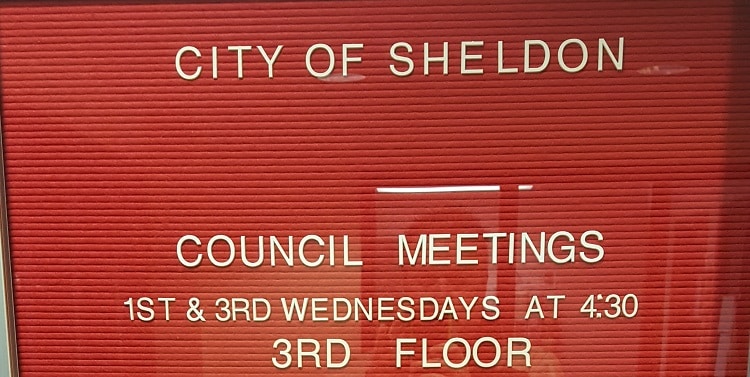 CITY OF SHELDON
COUNCIL MEETINGS
1ST & 3RD WEDNESDAYS AT 4:30
3RD FLOOR